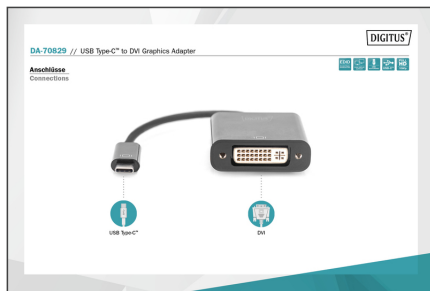 DIGITUS®
DA-70829 // USB Type-C™ to DVI Graphics Adapter
Anschlüsse
Connections
USB Type-C™
DVI